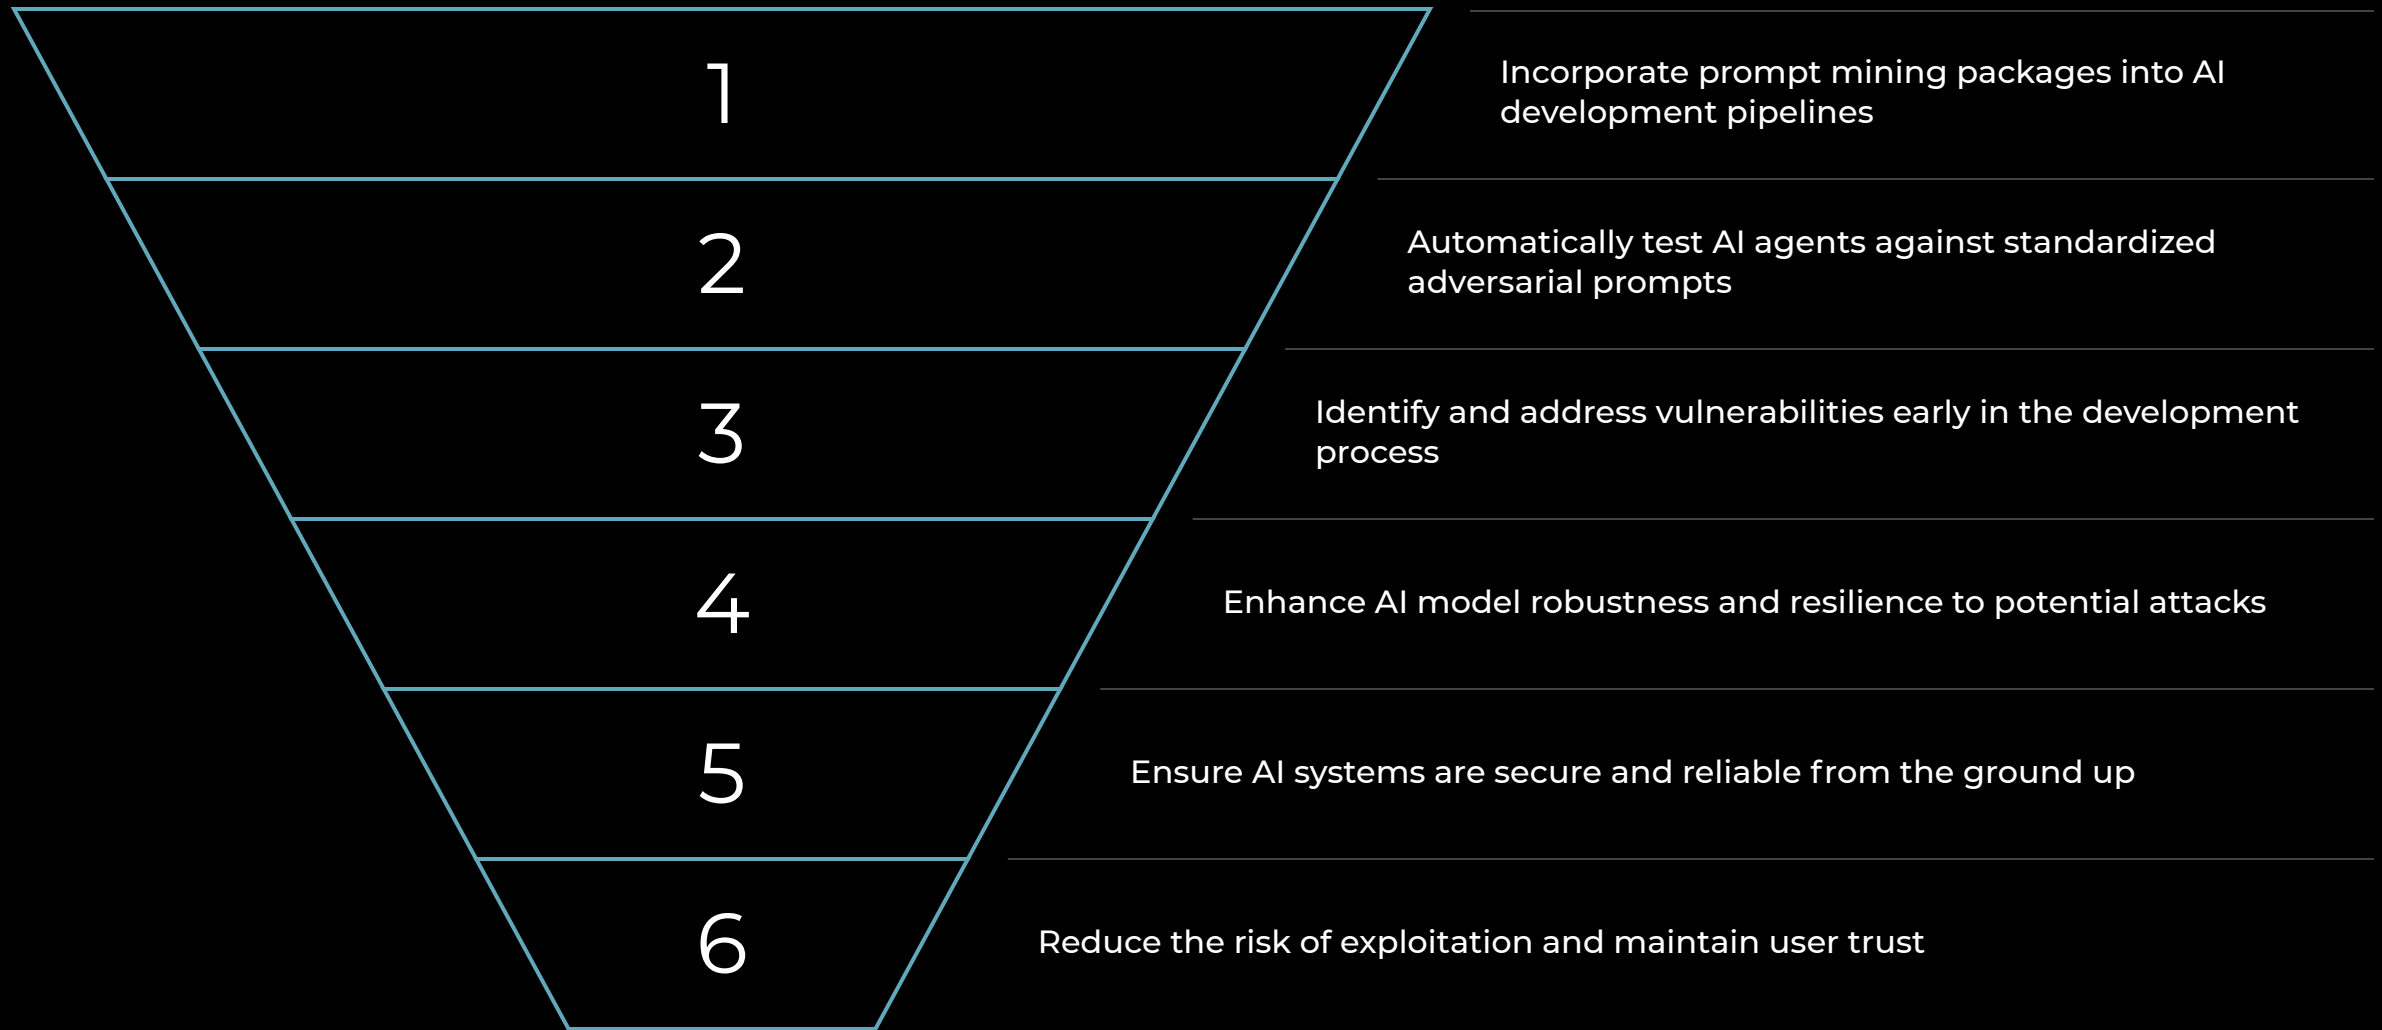 1
Incorporate prompt mining packages into AI
development pipelines
2
Automatically test AI agents against standardized
adversarial prompts
3
Identify and address vulnerabilities early in the development
process
4
Enhance AI model robustness and resilience to potential attacks
5
Ensure AI systems are secure and reliable from the ground up
6
Reduce the risk of exploitation and maintain user trust